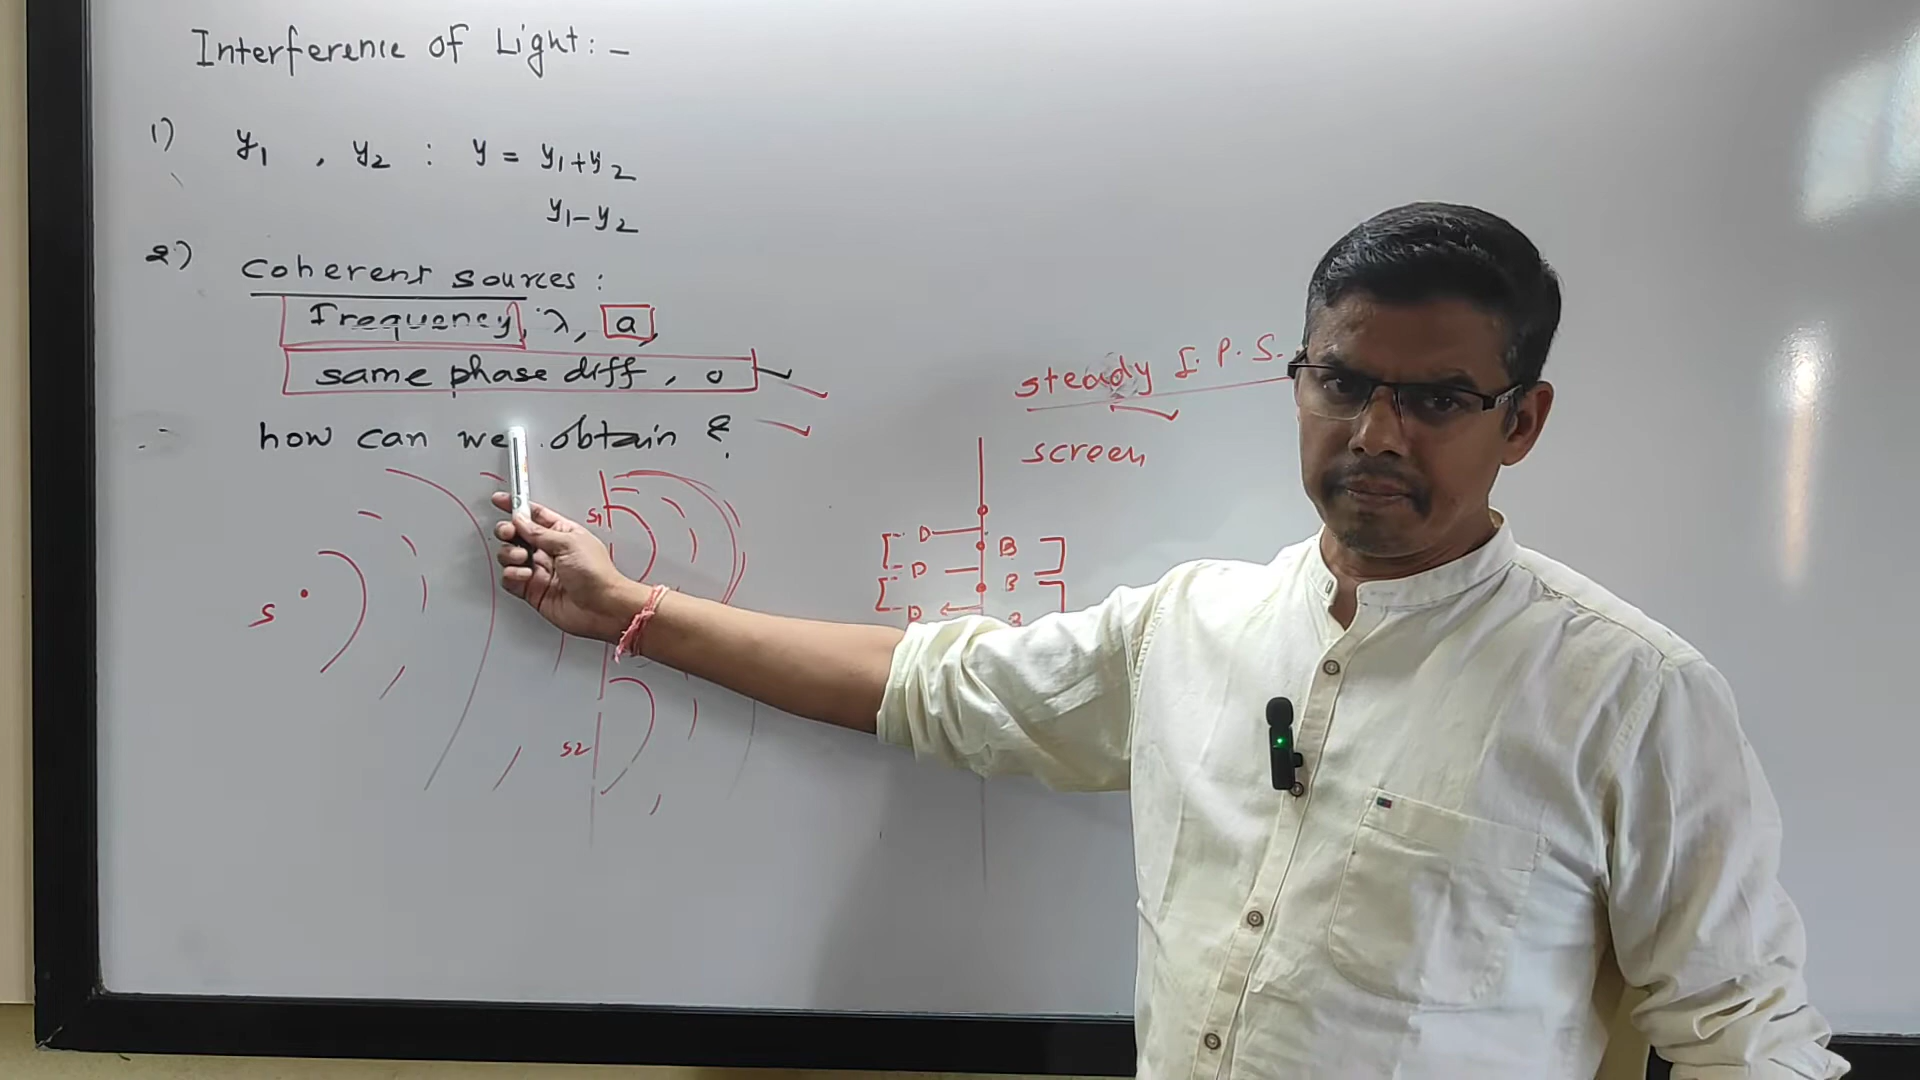 Interference of Light:-
1) y1 , y2 : y = y1+y2
y1-y2
2) Coherent sources:
Frequency, λ, a,
same phase diff, 0
how can we obtain ?
steady I.P.S.
screen
S
S1
S2
D
B
D
B
D
B